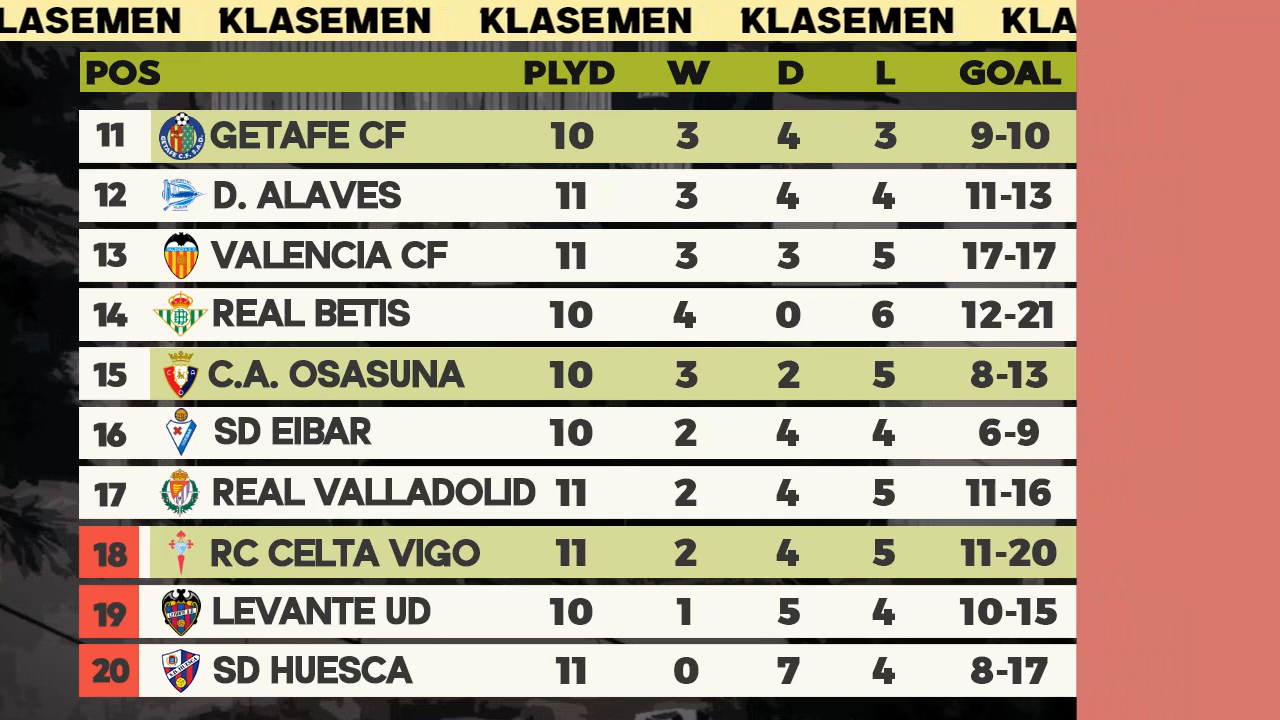 LASEMEN KLASEMEN KLASEMEN KLASEMEN KLA
POS PLYD W D L GOAL
11 GETAFE CF 10 3 4 3 9-10
12 D. ALAVES 11 3 4 4 11-13
13 VALENCIA CF 11 3 3 5 17-17
14 REAL BETIS 10 4 0 6 12-21
15 C.A. OSASUNA 10 3 2 5 8-13
16 SD EIBAR 10 2 4 4 6-9
17 REAL VALLADOLID 11 2 4 5 11-16
18 RC CELTA VIGO 11 2 4 5 11-20
19 LEVANTE UD 10 1 5 4 10-15
20 SD HUESCA 11 0 7 4 8-17